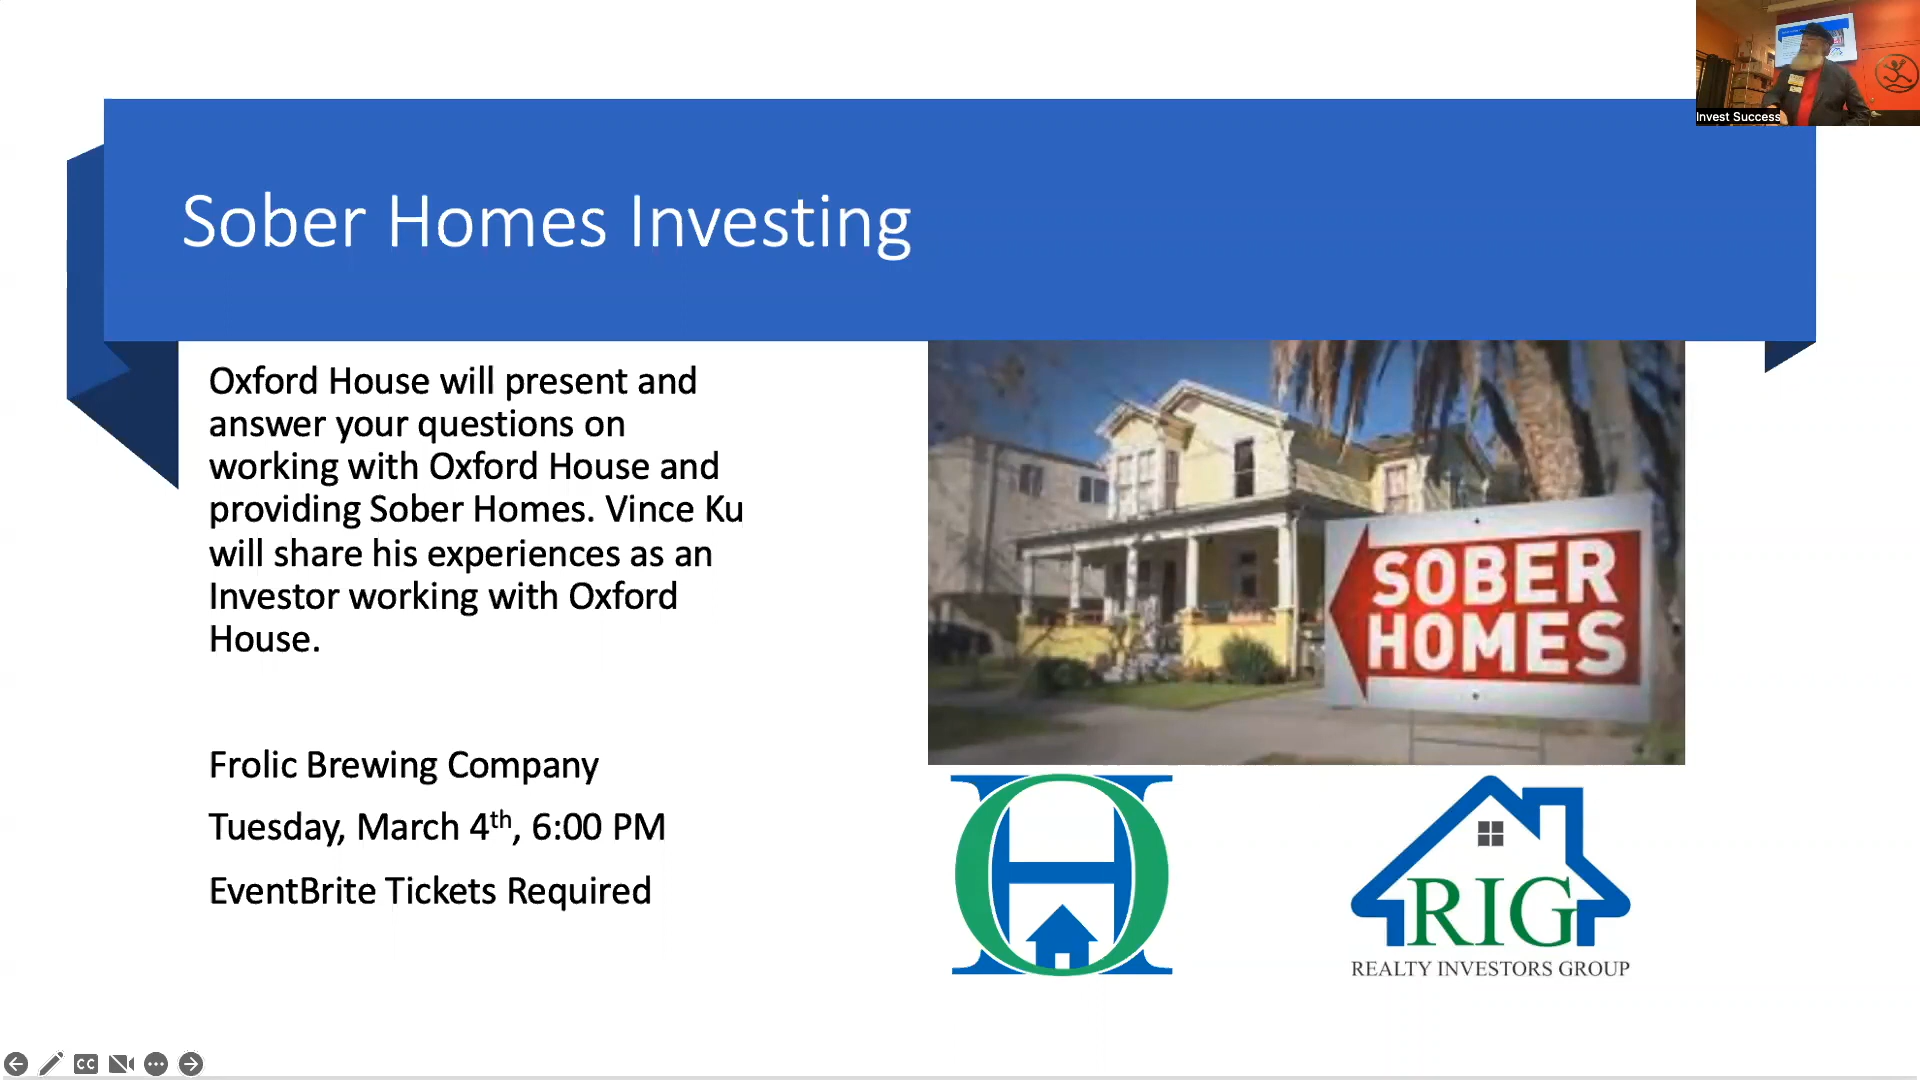 Invest Success
Sober Homes Investing
Oxford House will present and
answer your questions on
working with Oxford House and
providing Sober Homes. Vince Ku
will share his experiences as an
Investor working with Oxford
House.
Frolic Brewing Company
Tuesday, March 4th, 6:00 PM
EventBrite Tickets Required
SOBER
HOMES
OH
RIG
REALTY INVESTORS GROUP
CC